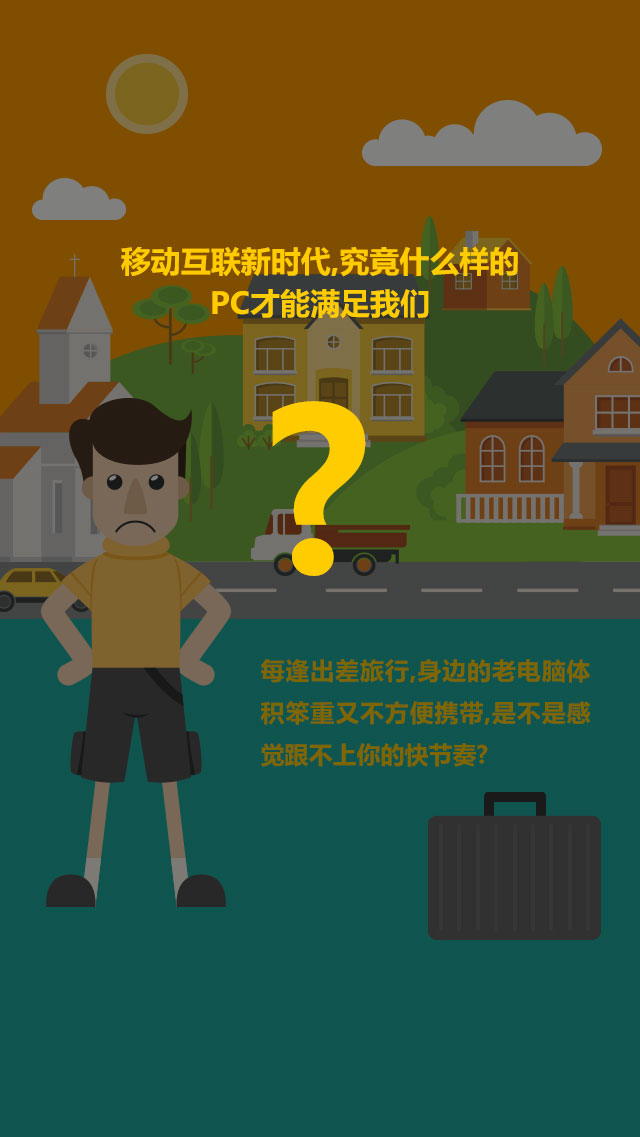 移动互联新时代,究竟什么样的
PC才能满足我们
?
每逢出差旅行,身边的老电脑体
积笨重又不方便携带,是不是感
觉跟不上你的快节奏?